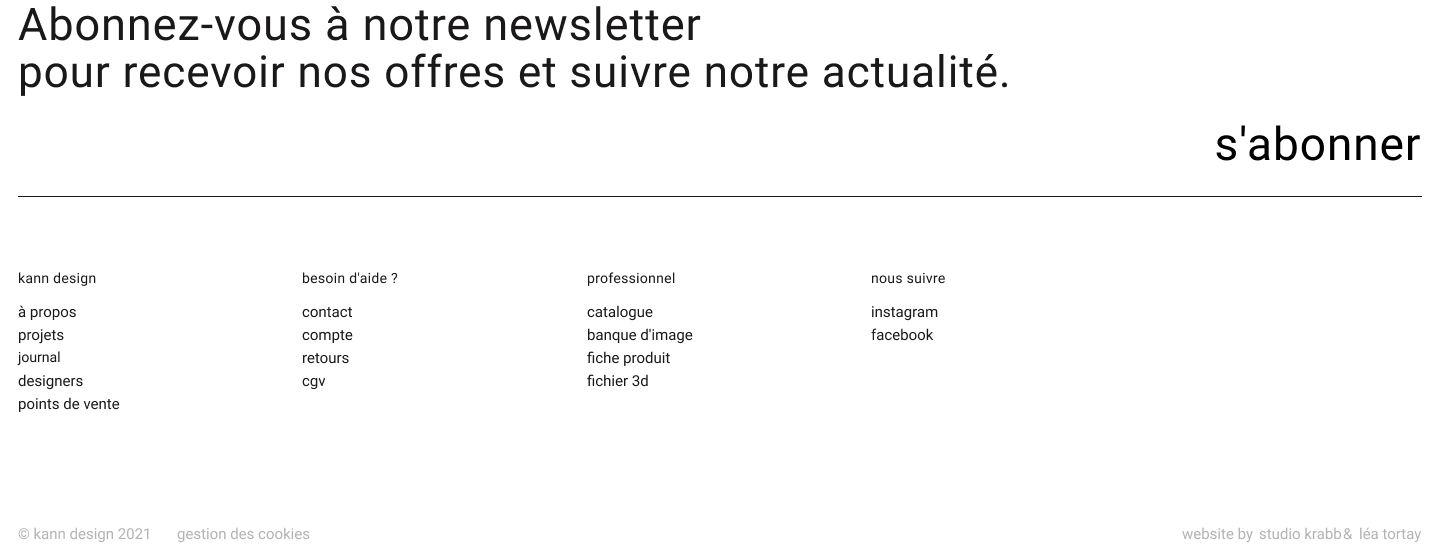 Abonnez-vous à notre newsletter
pour recevoir nos offres et suivre notre actualité.
s'abonner
kann design
à propos
projets
journal
designers
points de vente
besoin d'aide ?
contact
compte
retours
cgv
professionnel
catalogue
banque d'image
fiche produit
fichier 3d
nous suivre
instagram
facebook
© kann design 2021 gestion des cookies website by studio krabb & léa tortay